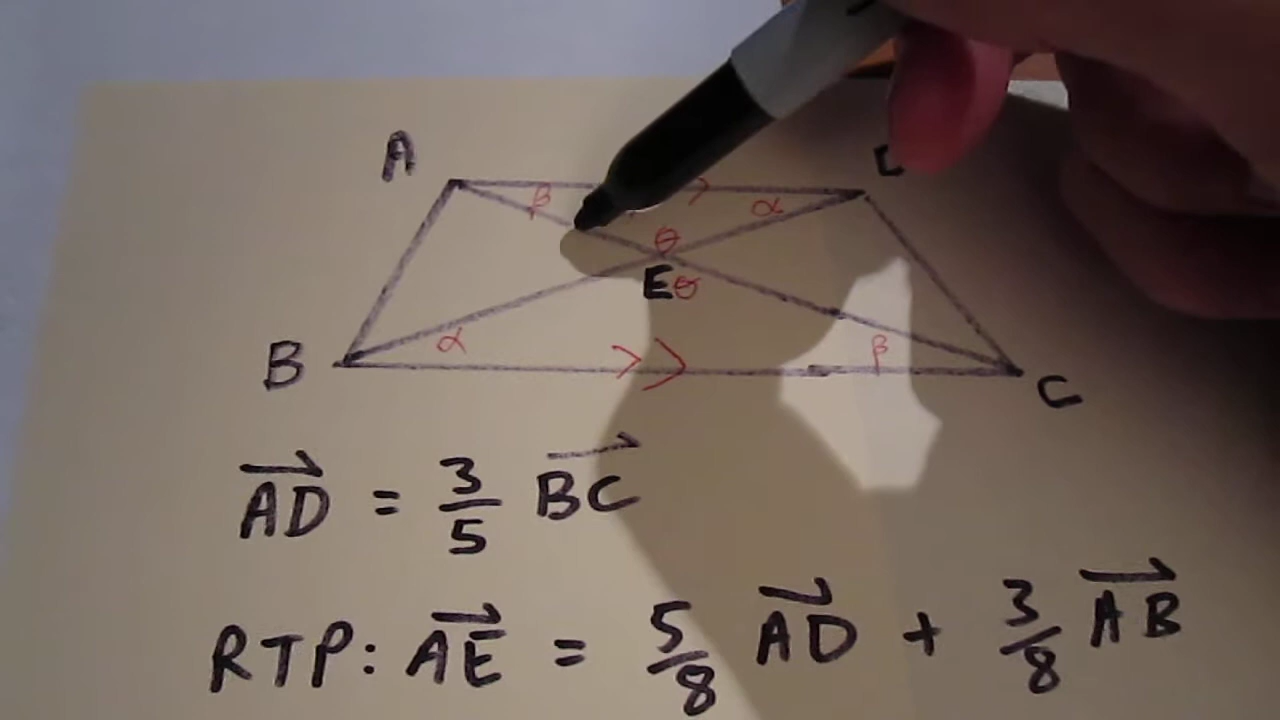 A
β
α
θ
E θ
B α
β
C
AD = 3/5 BC
RTP: AE = 5/8 AD + 3/8 AB